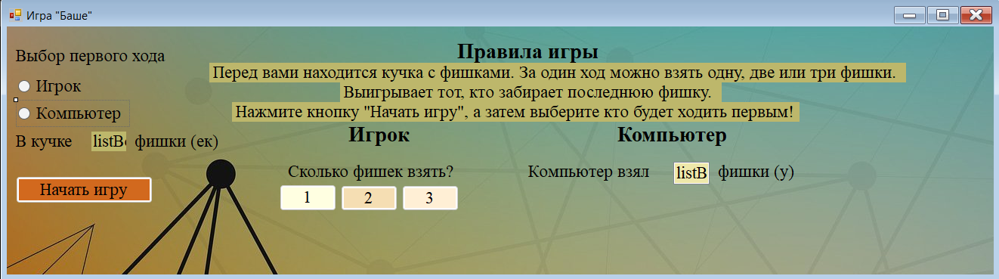 Игра "Баше"
Правила игры
Перед вами находится кучка с фишками. За один ход можно взять одну, две или три фишки.
Выигрывает тот, кто забирает последнюю фишку.
Нажмите кнопку "Начать игру", а затем выберите кто будет ходить первым!
Выбор первого хода
Игрок
Компьютер
В кучке listB фишки (ек)
Начать игру
Игрок
Сколько фишек взять?
1 2 3
Компьютер
Компьютер взял listB фишки (у)